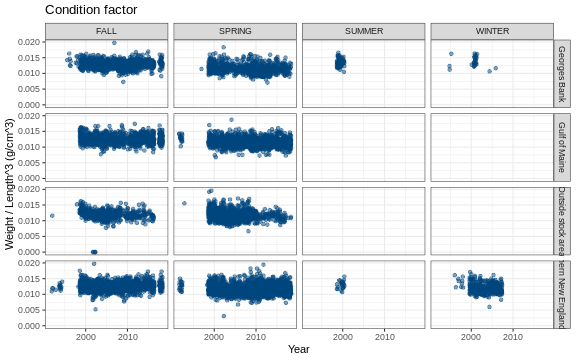 Condition factor
FALL SPRING SUMMER WINTER
0.020
0.015
0.010
0.005
0.000
Georges Bank
0.020
0.015
0.010
0.005
0.000
Gulf of Maine
0.020
0.015
0.010
0.005
0.000
Outside stock area
0.020
0.015
0.010
0.005
0.000
ern New England
Weight / Length^3 (g/cm^3)
2000 2010 2000 2010 2000 2010 2000 2010
Year